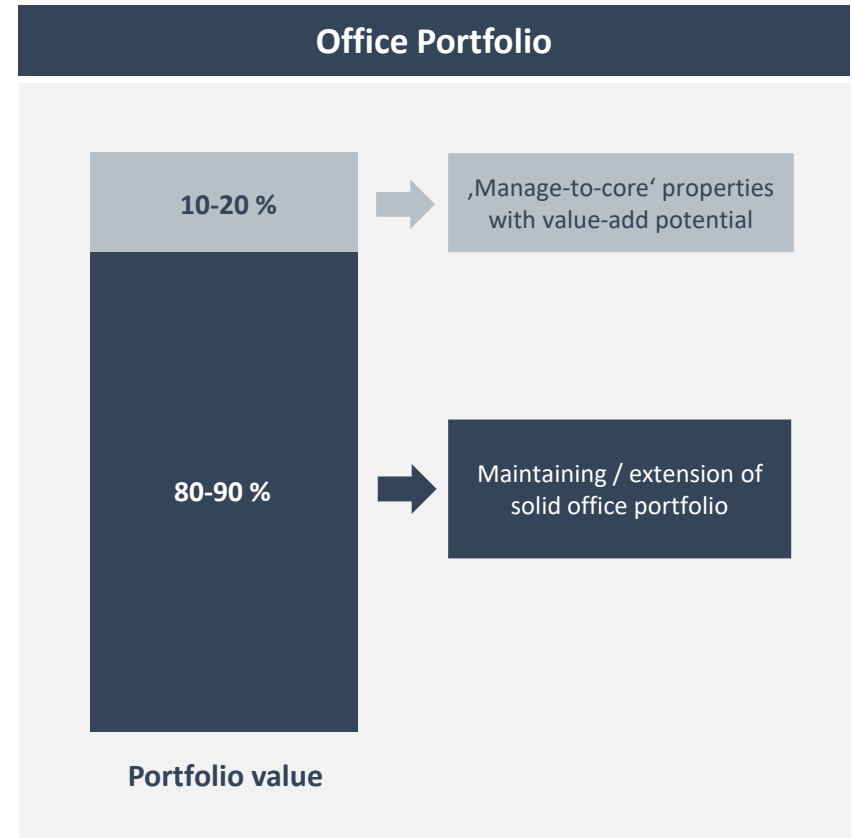 Office Portfolio
10-20 %
‚Manage-to-core‘ properties
with value-add potential
80-90 %
Maintaining / extension of
solid office portfolio
Portfolio value